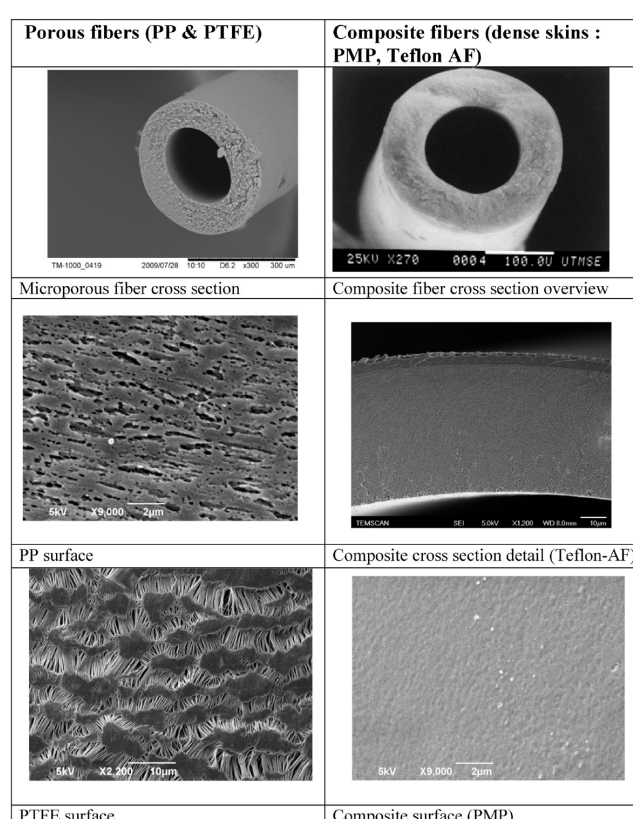 Porous fibers (PP & PTFE)
Composite fibers (dense skins :
PMP, Teflon AF)
TM-1000_0419 2009/07/28 10:10 D6.2 x300 300 um
25KV X270 0004 100.0U UTMSE
Microporous fiber cross section
Composite fiber cross section overview
5kV X9,000 2µm
TEMSCAN SEI 5.0kV X1,200 WD 8.0mm 10µm
PP surface
Composite cross section detail (Teflon-AF)
5kV X2,200 10µm
5kV X9,000 2µm
PTFE surface
Composite surface (PMP)